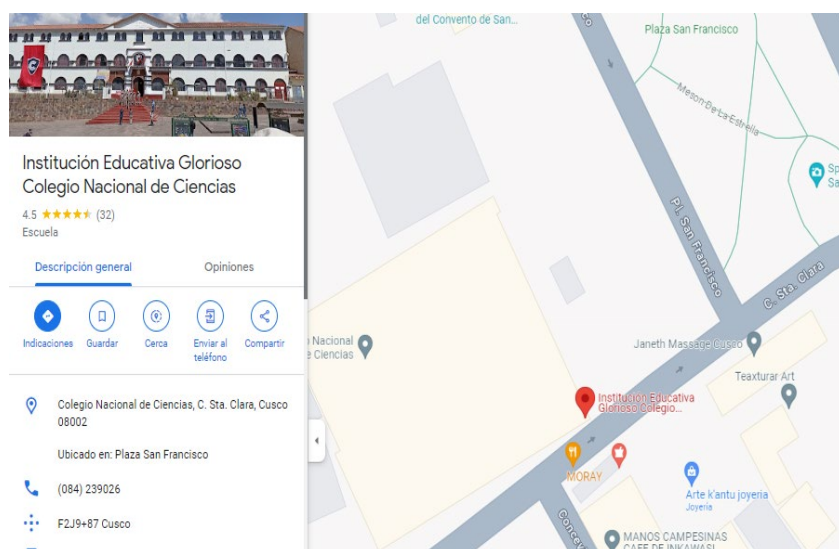 Institución Educativa Glorioso
Colegio Nacional de Ciencias
4.5 (32)
Escuela
Descripción general
Opiniones
Indicaciones
Guardar
Cerca
Enviar al
teléfono
Compartir
Colegio Nacional de Ciencias, C. Sta. Clara, Cusco
08002
Ubicado en: Plaza San Francisco
(084) 239026
F2J9+87 Cusco
del Convento de San...
Plaza San Francisco
Meson De La Estrella
Sp
Sa
Pl. San Francisco
C. Sta. Clara
Nacional
e Ciencias
Janeth Massage Cusco
Teaxturar Art
Institución Educativa
Glorioso Colegio...
MORAY
Arte k'antu joyeria
Joyería
MANOS CAMPESINAS
CAFE DE INKAWASI